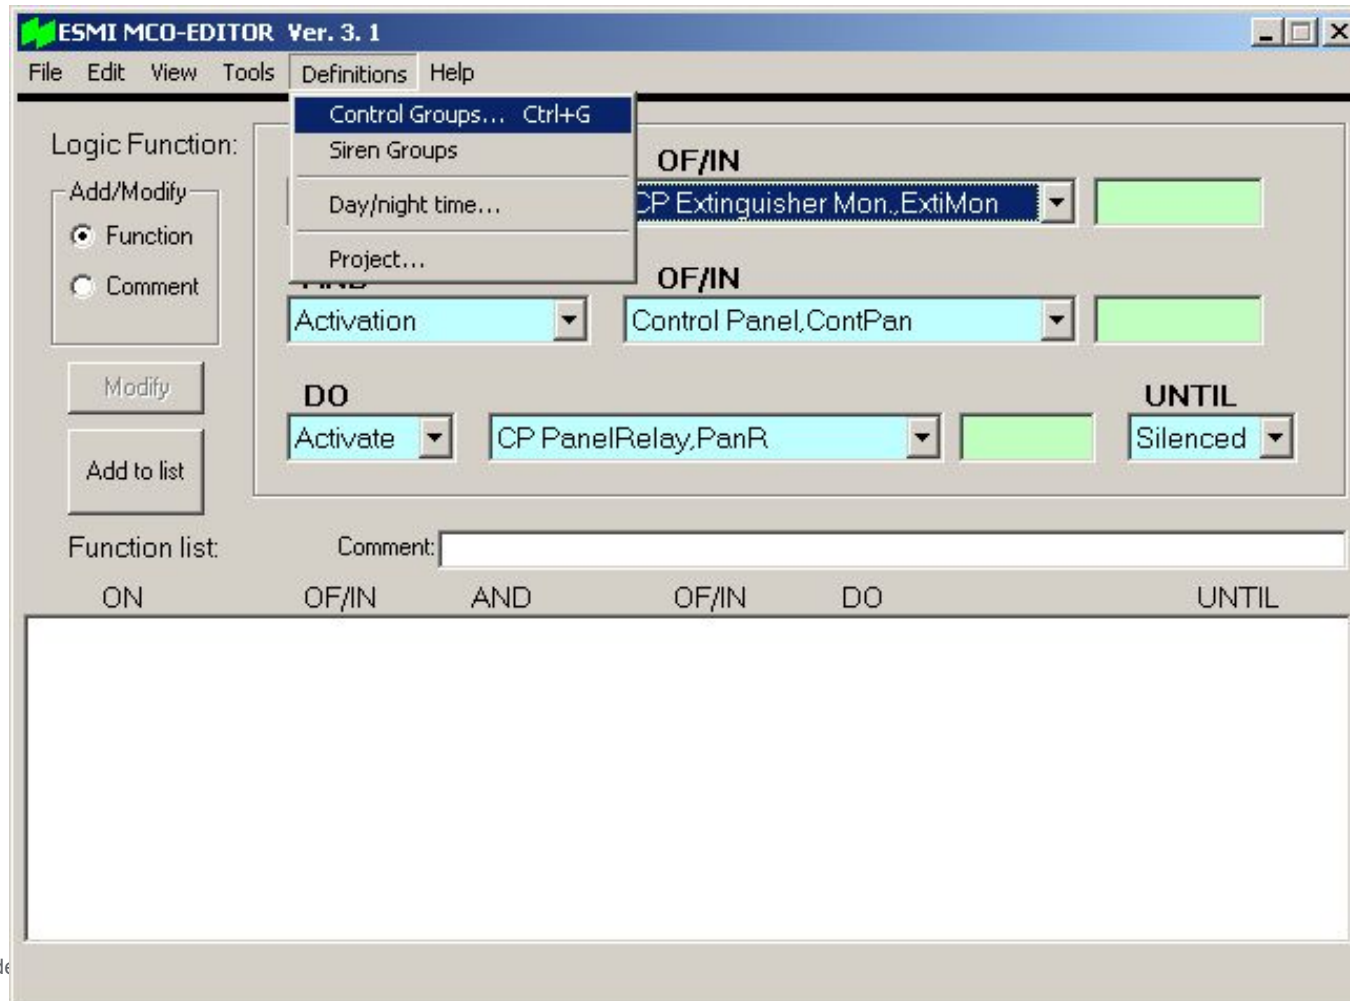 ESMI MCO-EDITOR Ver. 3. 1
File Edit View Tools Definitions Help
Control Groups... Ctrl+G
Siren Groups
Day/night time...
Project...
Logic Function:
Add/Modify
Function
Comment
Modify
Add to list
OF/IN
CP Extinguisher Mon.,ExtiMon
OF/IN
Activation Control Panel,ContPan
DO UNTIL
Activate CP PanelRelay,PanR Silenced
Function list: Comment:
ON OF/IN AND OF/IN DO UNTIL